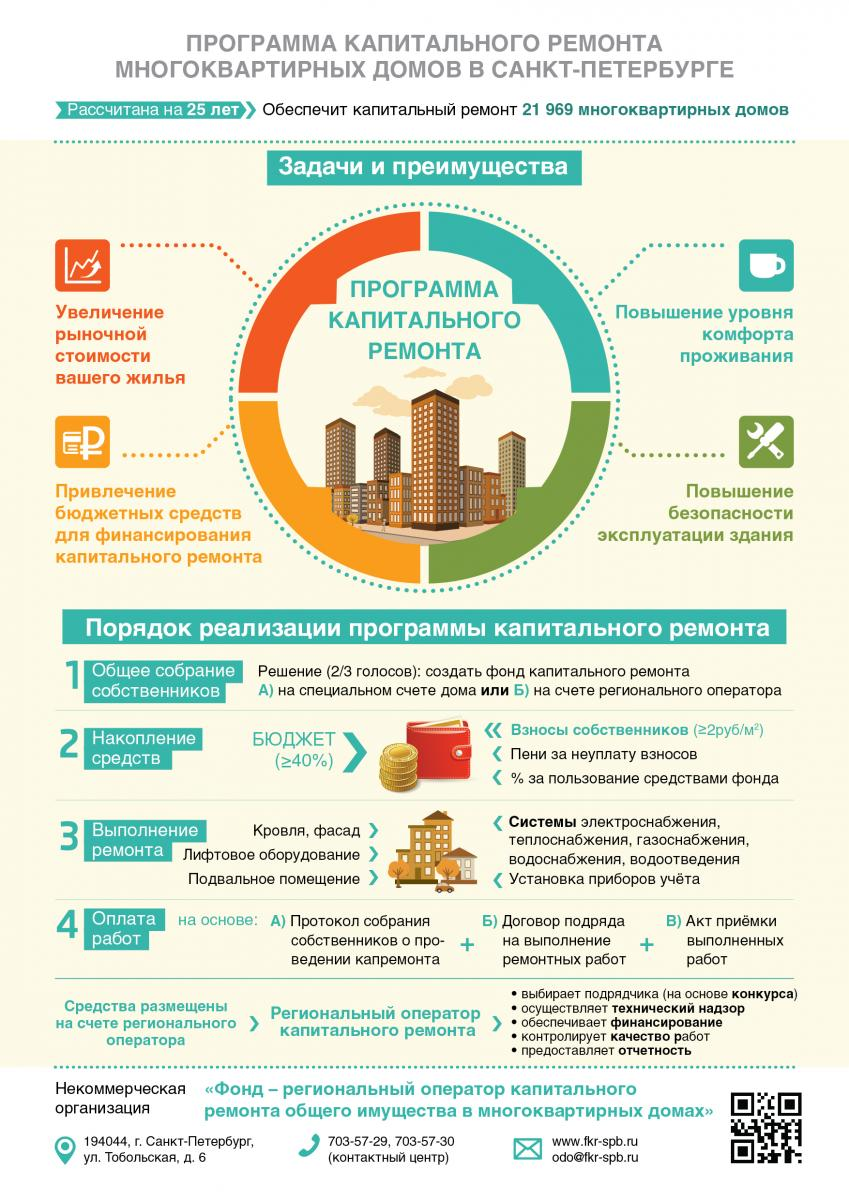 ПРОГРАММА КАПИТАЛЬНОГО РЕМОНТА
МНОГОКВАРТИРНЫХ ДОМОВ В САНКТ-ПЕТЕРБУРГЕ
Рассчитана на 25 лет
Обеспечит капитальный ремонт 21 969 многоквартирных домов
Задачи и преимущества
ПРОГРАММА
КАПИТАЛЬНОГО
РЕМОНТА
Увеличение
рыночной
стоимости
вашего жилья
Повышение уровня
комфорта
проживания
Привлечение
бюджетных средств
для финансирования
капитального ремонта
Повышение
безопасности
эксплуатации здания
Порядок реализации программы капитального ремонта
1 Общее собрание
собственников
Решение (2/3 голосов): создать фонд капитального ремонта
А) на специальном счете дома или Б) на счете регионального оператора
2 Накопление
средств
БЮДЖЕТ
(≥40%)
Взносы собственников (≥2руб/м²)
Пени за неуплату взносов
% за пользование средствами фонда
3 Выполнение
ремонта
Кровля, фасад
Лифтовое оборудование
Подвальное помещение
Системы электроснабжения,
теплоснабжения, газоснабжения,
водоснабжения, водоотведения
Установка приборов учёта
4 Оплата
работ
на основе:
А) Протокол собрания
собственников о про-
ведении капремонта
+
Б) Договор подряда
на выполнение
ремонтных работ
+
В) Акт приёмки
выполненных
работ
Средства размещены
на счете регионального
оператора
Региональный оператор
капитального ремонта
• выбирает подрядчика (на основе конкурса)
• осуществляет технический надзор
• обеспечивает финансирование
• контролирует качество работ
• предоставляет отчетность
Некоммерческая
организация
«Фонд – региональный оператор капитального
ремонта общего имущества в многоквартирных домах»
194044, г. Санкт-Петербург,
ул. Тобольская, д. 6
703-57-29, 703-57-30
(контактный центр)
www.fkr-spb.ru
odo@fkr-spb.ru